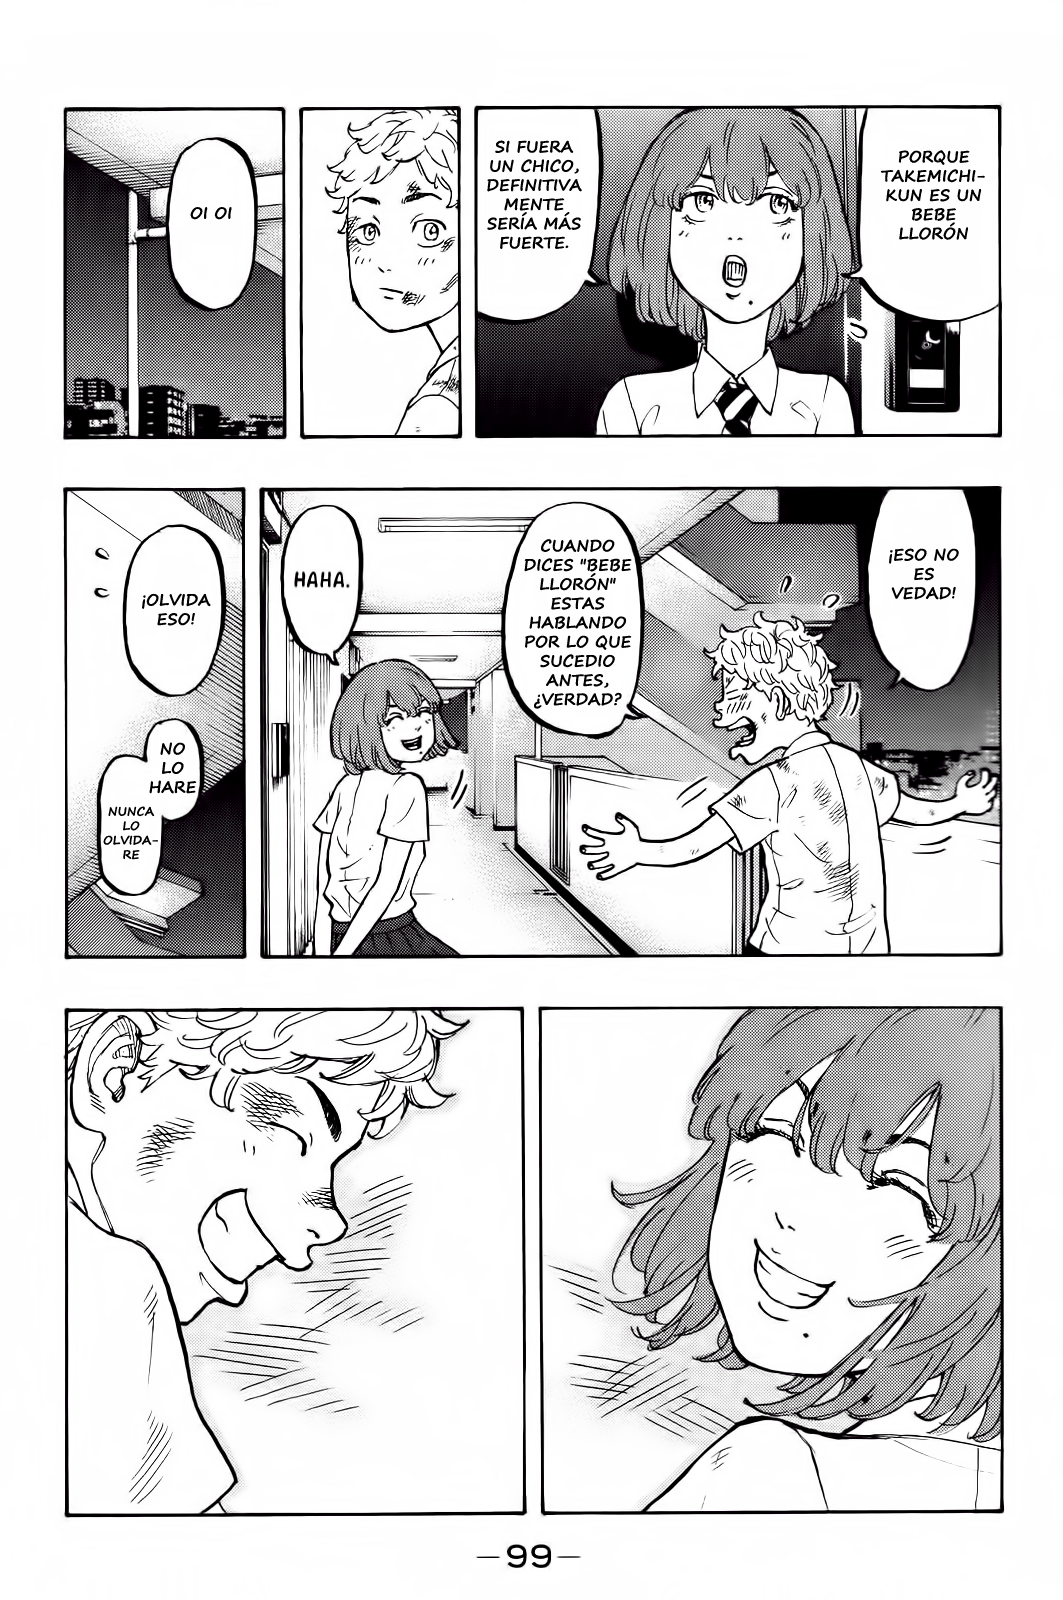 PORQUE
TAKEMICHI-
KUN ES UN
BEBE
LLORÓN
SI FUERA
UN CHICO,
DEFINITIVA
MENTE
SERÍA MÁS
FUERTE.
OI OI
¡ESO NO
ES
VEDAD!
CUANDO
DICES "BEBE
LLORÓN"
ESTAS
HABLANDO
POR LO QUE
SUCEDIO
ANTES,
¿VERDAD?
HAHA.
¡OLVIDA
ESO!
NO
LO
HARE
NUNCA
LO
OLVIDA-
RE
—99—